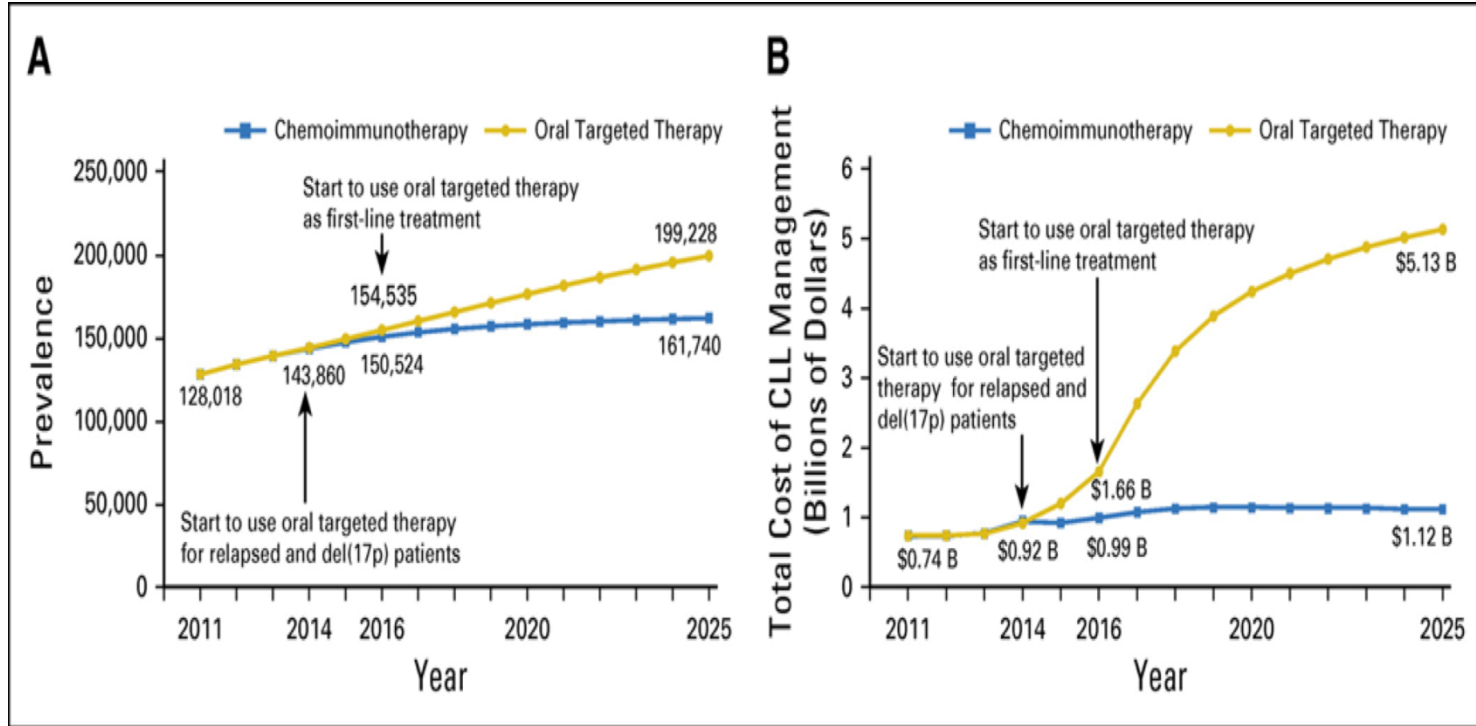 A
Chemoimmunotherapy
Oral Targeted Therapy
Prevalence
250,000
200,000
150,000
100,000
50,000
0
Start to use oral targeted therapy
as first-line treatment
199,228
154,535
128,018
143,860
150,524
161,740
Start to use oral targeted therapy
for relapsed and del(17p) patients
2011
2014
2016
2020
2025
Year
B
Chemoimmunotherapy
Oral Targeted Therapy
Total Cost of CLL Management
(Billions of Dollars)
6
5
4
3
2
1
0
Start to use oral targeted therapy
as first-line treatment
$5.13 B
Start to use oral targeted
therapy for relapsed and
del(17p) patients
$1.66 B
$0.74 B
$0.92 B
$0.99 B
$1.12 B
2011
2014
2016
2020
2025
Year